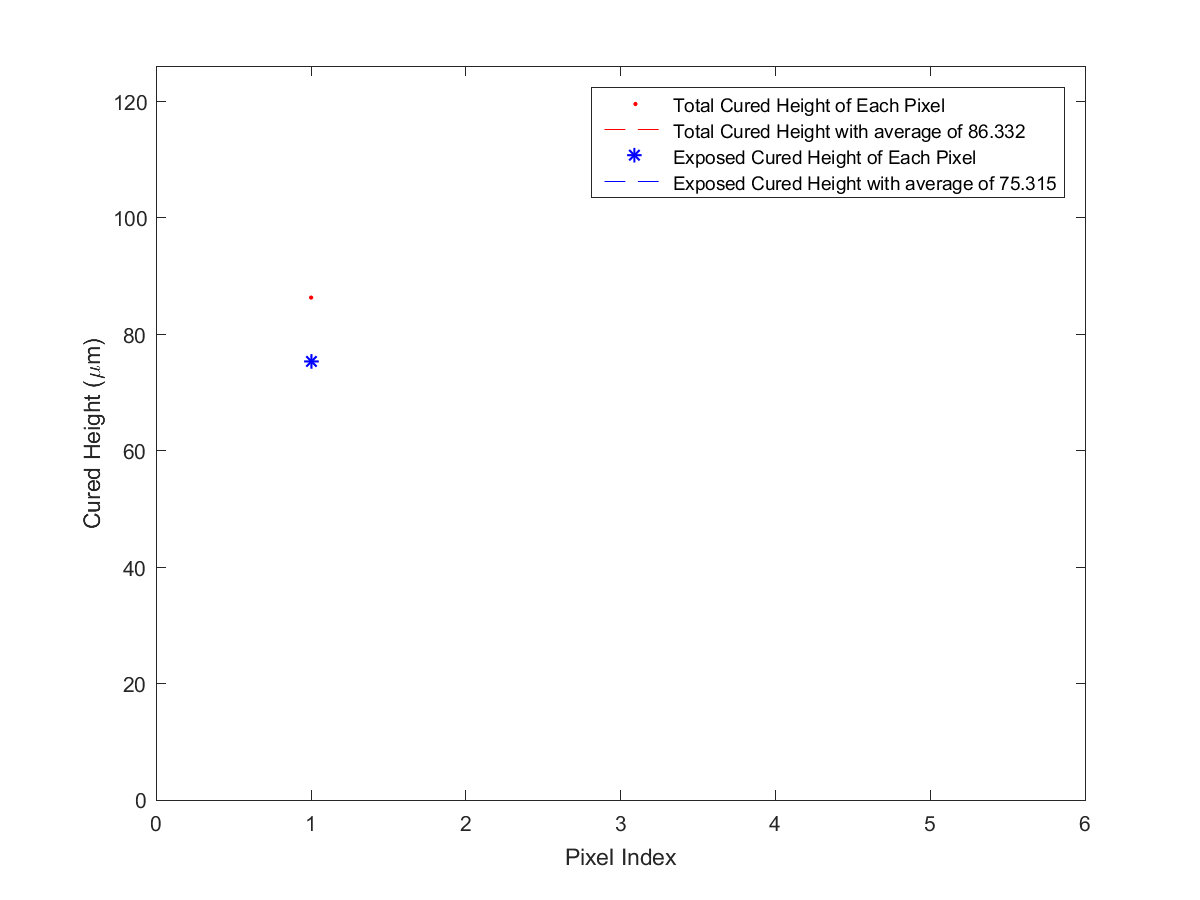 Total Cured Height of Each Pixel
Total Cured Height with average of 86.332
Exposed Cured Height of Each Pixel
Exposed Cured Height with average of 75.315
120
100
80
60
40
20
0
Cured Height (μm)
0 1 2 3 4 5 6
Pixel Index